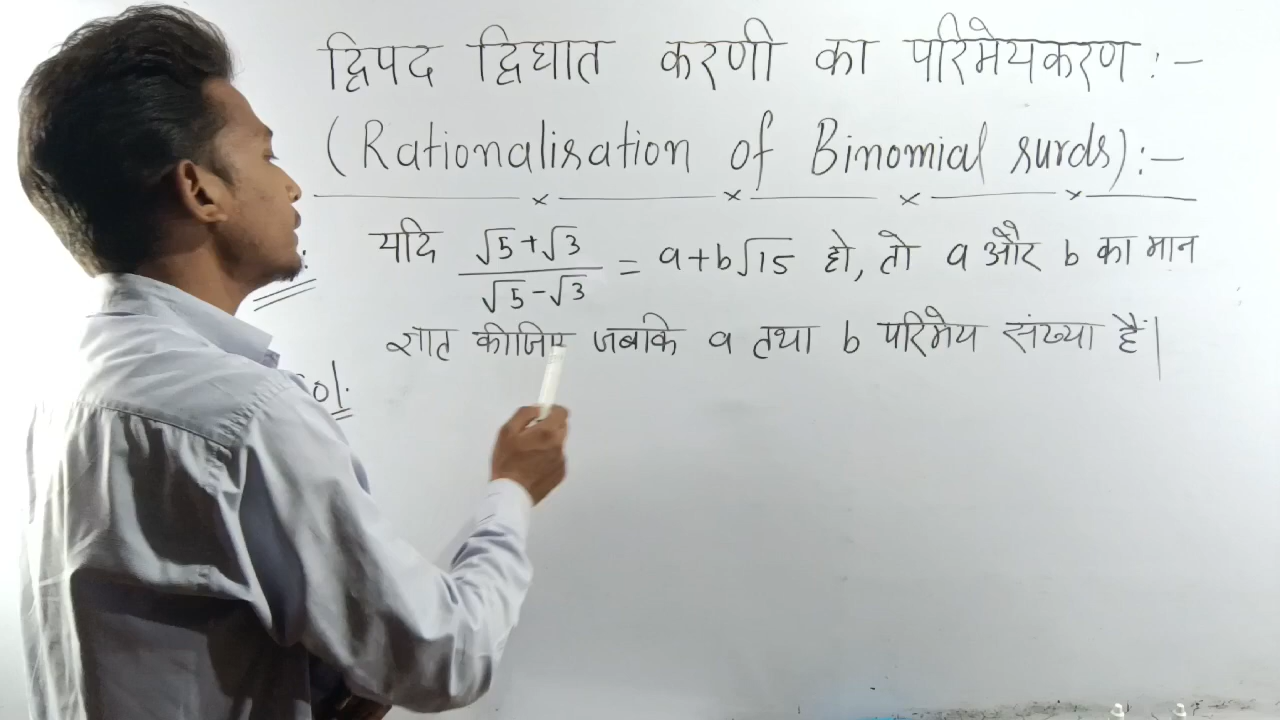 द्विपद द्विघात करणी का परिमेयकरण :-
(Rationalisation of Binomial surds) :-
यदि (√5+√3)/(√5-√3) = a+b√15 हो, तो a और b का मान
ज्ञात कीजिए जबकि a तथा b परिमेय संख्या हैं|
Sol: